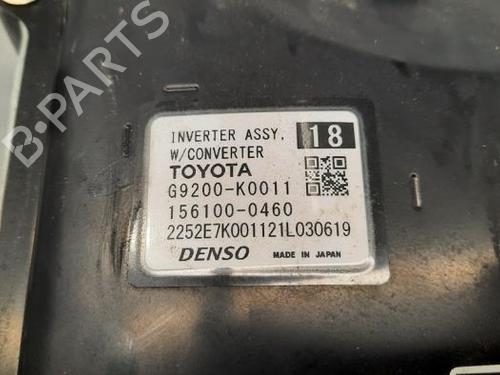 B-PARTS
INVERTER ASSY, 18
W/CONVERTER
TOYOTA
G9200-K0011
156100-0460
2252E7K001121L030619
DENSO MADE IN JAPAN